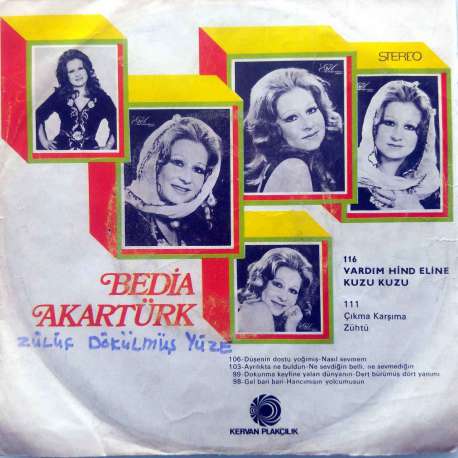 STEREO
BEDİA
AKARTÜRK
ZÜLÜF DÖKÜLMÜŞ YÜZE
116
VARDIM HİND ELİNE
KUZU KUZU
111
Çıkma Karşıma
Zühtü
106-Düşenin dostu yoğimiş-Nasıl sevmem
103-Ayrılıkta ne buldun-Ne sevdiğin belli, ne sevmediğin
99-Dokunma keyfine yalan dünyanın-Dert bürümüş dört yanımı
98-Gel bari bari-Hancımısın yolcumusun
KERVAN PLAKÇILIK